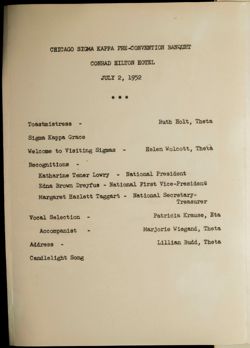 CHICAGO SIGMA KAPPA PRE-CONVENTION BANQUET
CONRAD HILTON HOTEL
JULY 2, 1952
* * *
Toastmistress - Ruth Holt, Theta
Sigma Kappa Grace
Welcome to Visiting Sigmas - Helen Wolcott, Theta
Recognitions -
Katharine Tener Lowry - National President
Edna Brown Dreyfus - National First Vice-President
Margaret Hazlett Taggart - National Secretary-
Treasurer
Vocal Selection - Patricia Krause, Eta
Accompanist - Marjorie Wiegand, Theta
Address - Lillian Budd, Theta
Candlelight Song